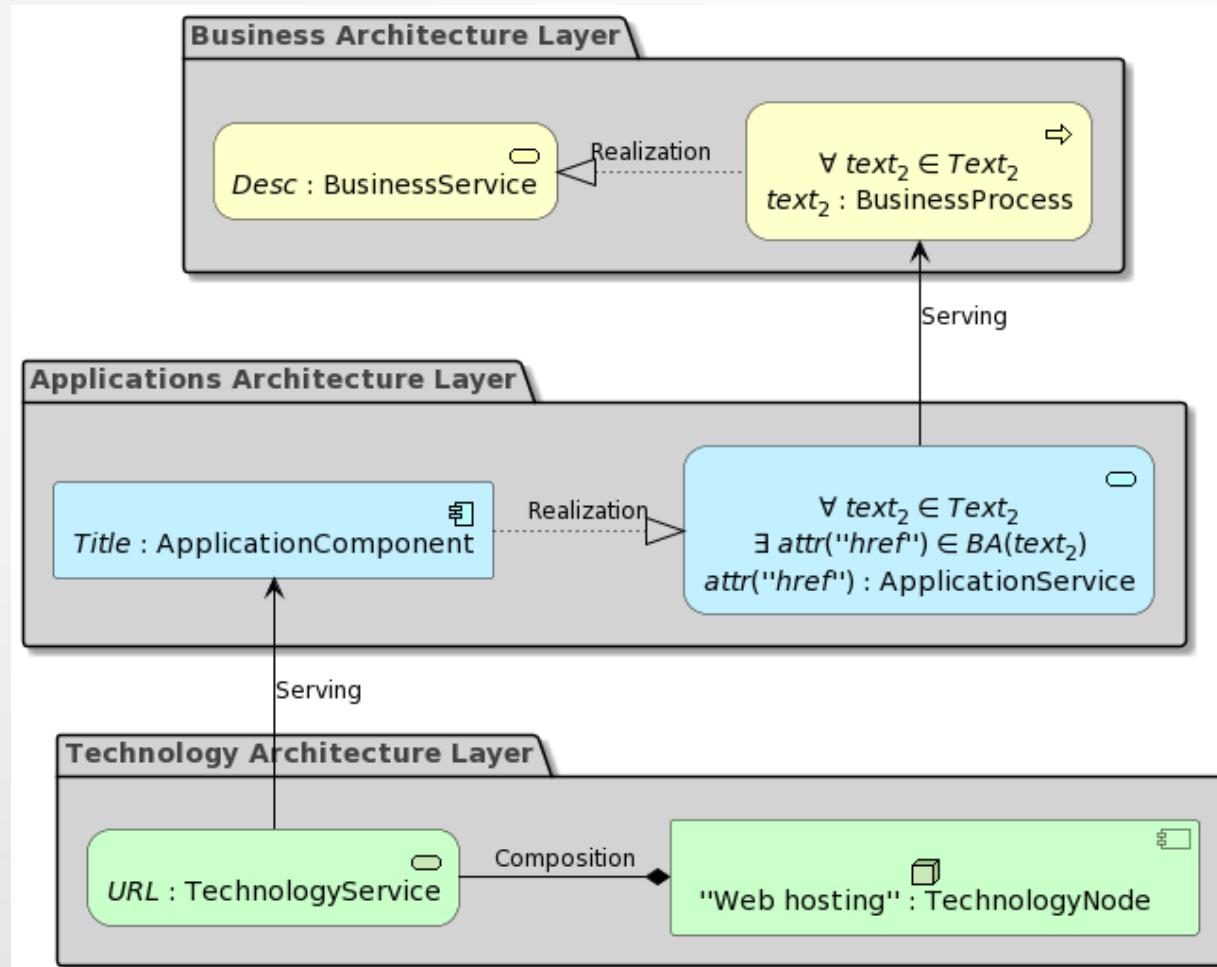 Business Architecture Layer
Desc : BusinessService
Realization
∀ text₂ ∈ Text₂
text₂ : BusinessProcess
Serving
Applications Architecture Layer
Title : ApplicationComponent
Realization
∀ text₂ ∈ Text₂
∃ attr("href") ∈ BA(text₂)
attr("href") : ApplicationService
Serving
Technology Architecture Layer
URL : TechnologyService
Composition
"Web hosting" : TechnologyNode